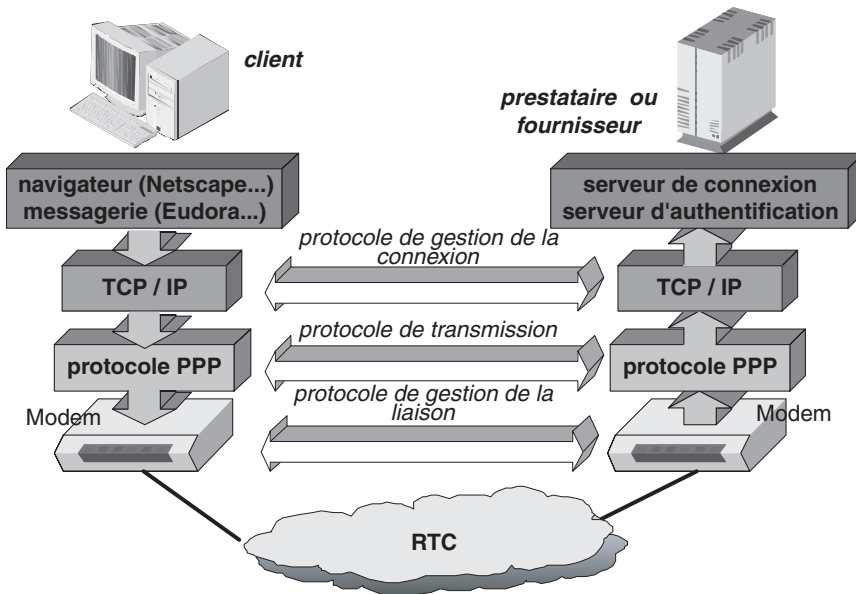 client
prestataire ou
fournisseur
navigateur (Netscape...)
messagerie (Eudora...)
serveur de connexion
serveur d'authentification
protocole de gestion de la
connexion
TCP / IP
TCP / IP
protocole de transmission
protocole PPP
protocole PPP
protocole de gestion de la
liaison
Modem
Modem
RTC